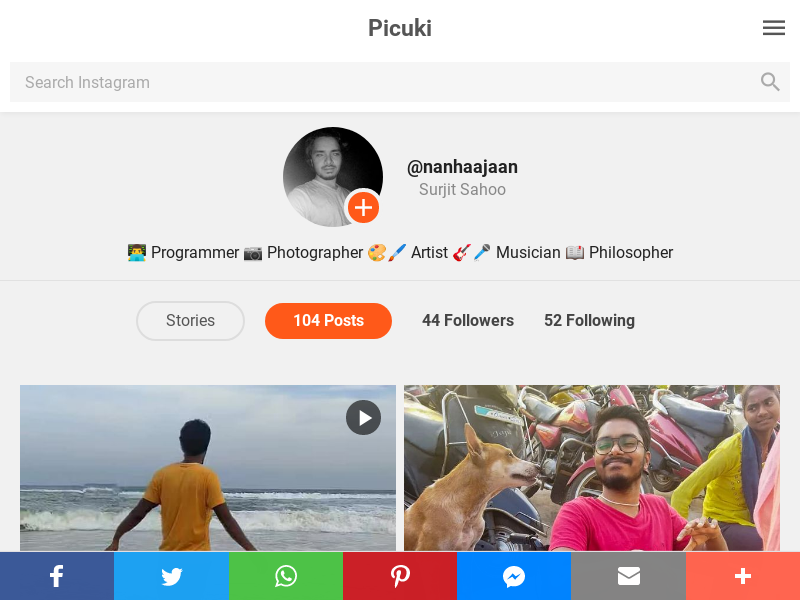 Picuki
Search Instagram
@nanhaajaan
Surjit Sahoo
👨‍💻 Programmer 📷 Photographer 🎨🖌️ Artist 🎸🎤 Musician 📖 Philosopher
Stories
104 Posts
44 Followers
52 Following